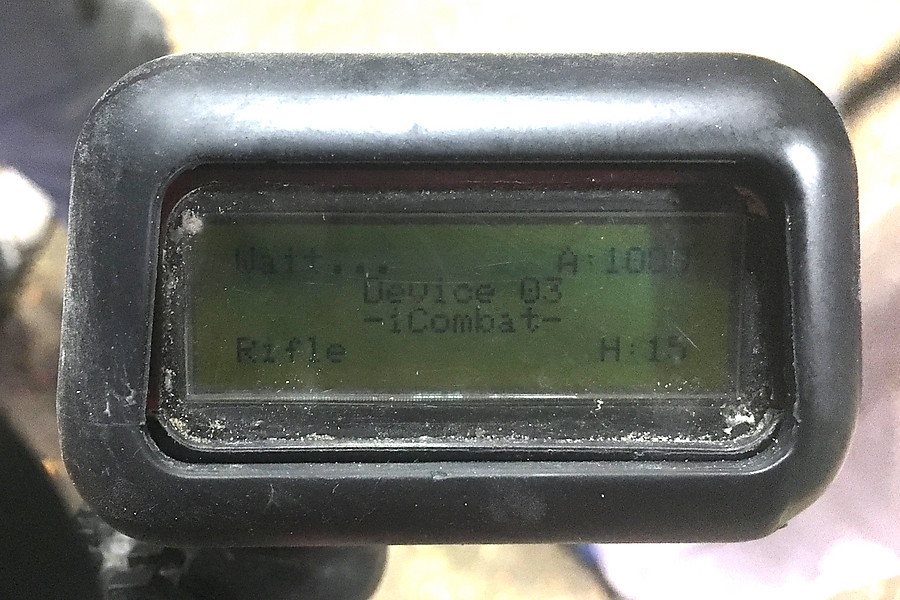 Wait...
Device 03
-iCombat-
Rifle H:15